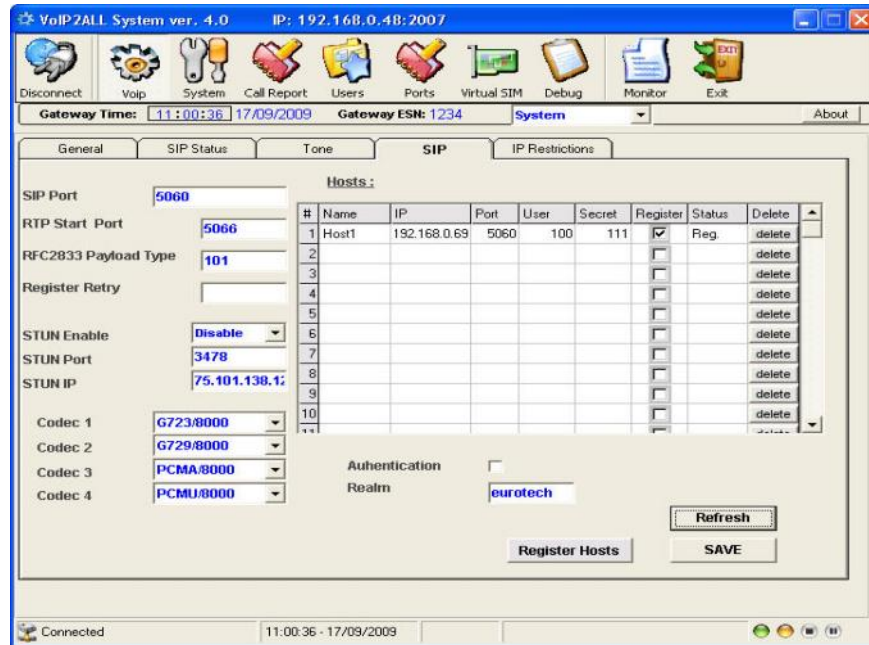 VoIP2ALL System ver. 4.0 IP: 192.168.0.48:2007
Disconnect Voip System Call Report Users Ports Virtual SIM Debug Monitor Exit
EXIT
Gateway Time: 11:00:36 17/09/2009 Gateway ESN: 1234 System About
General SIP Status Tone SIP IP Restrictions
Hosts :
SIP Port 5060
RTP Start Port 5066
RFC2833 Payload Type 101
Register Retry
STUN Enable Disable
STUN Port 3478
STUN IP 75.101.138.12
Codec 1 G723/8000
Codec 2 G729/8000
Codec 3 PCMA/8000
Codec 4 PCMU/8000
# Name IP Port User Secret Register Status Delete
1 Host1 192.168.0.69 5060 100 111 Reg. delete
2 delete
3 delete
4 delete
5 delete
6 delete
7 delete
8 delete
9 delete
10 delete
Auhentication
Realm eurotech
Refresh
Register Hosts SAVE
Connected 11:00:36 - 17/09/2009